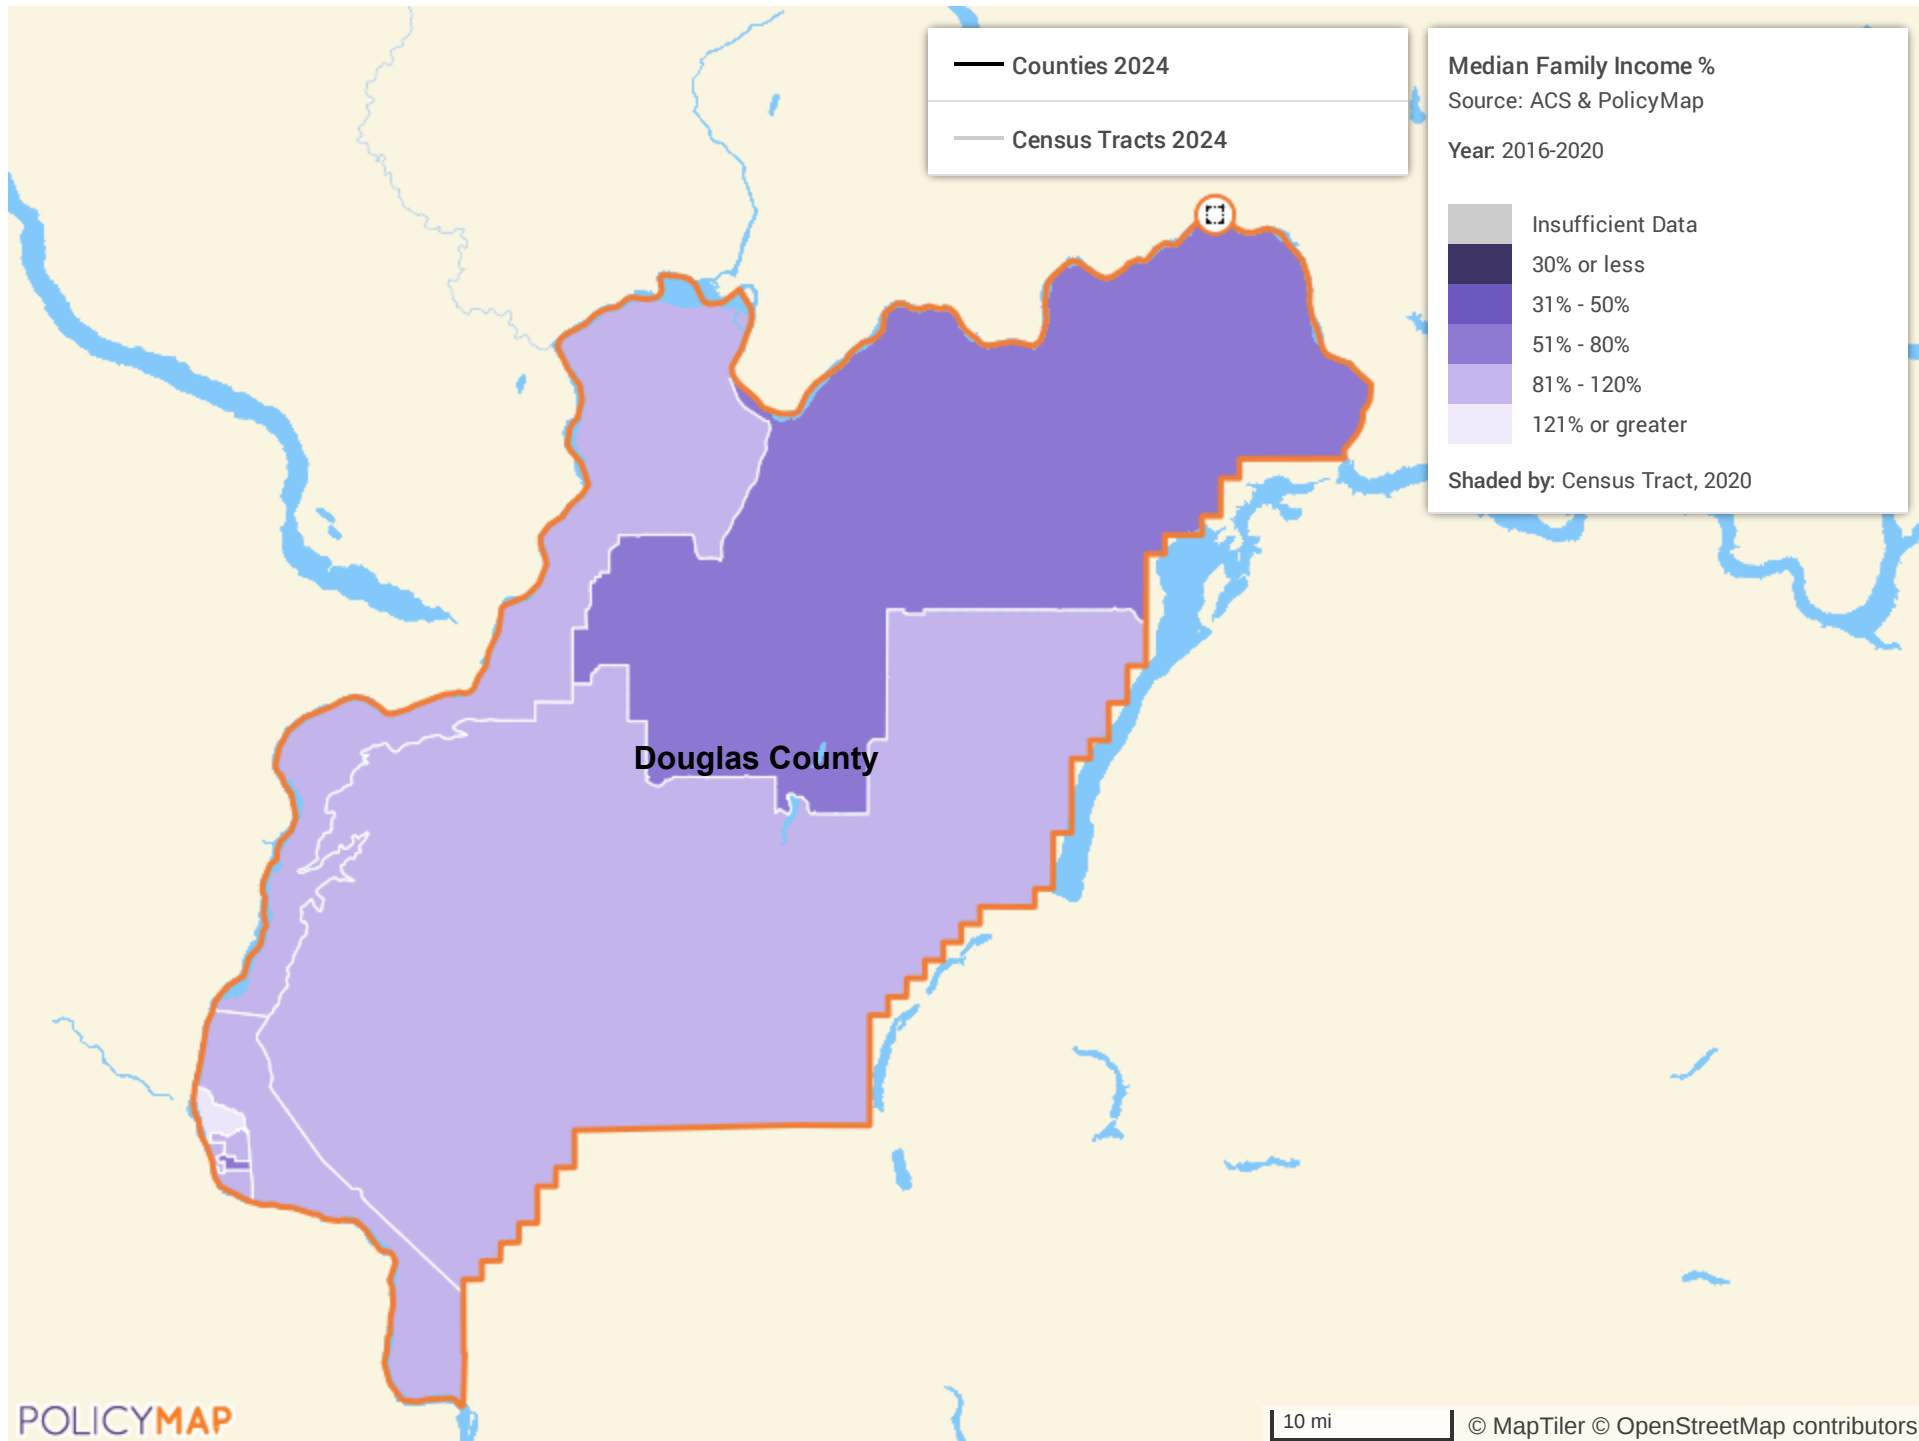 Counties 2024
Census Tracts 2024
Median Family Income %
Source: ACS & PolicyMap
Year: 2016-2020
Insufficient Data
30% or less
31% - 50%
51% - 80%
81% - 120%
121% or greater
Shaded by: Census Tract, 2020
Douglas County
POLICYMAP
10 mi
© MapTiler © OpenStreetMap contributors